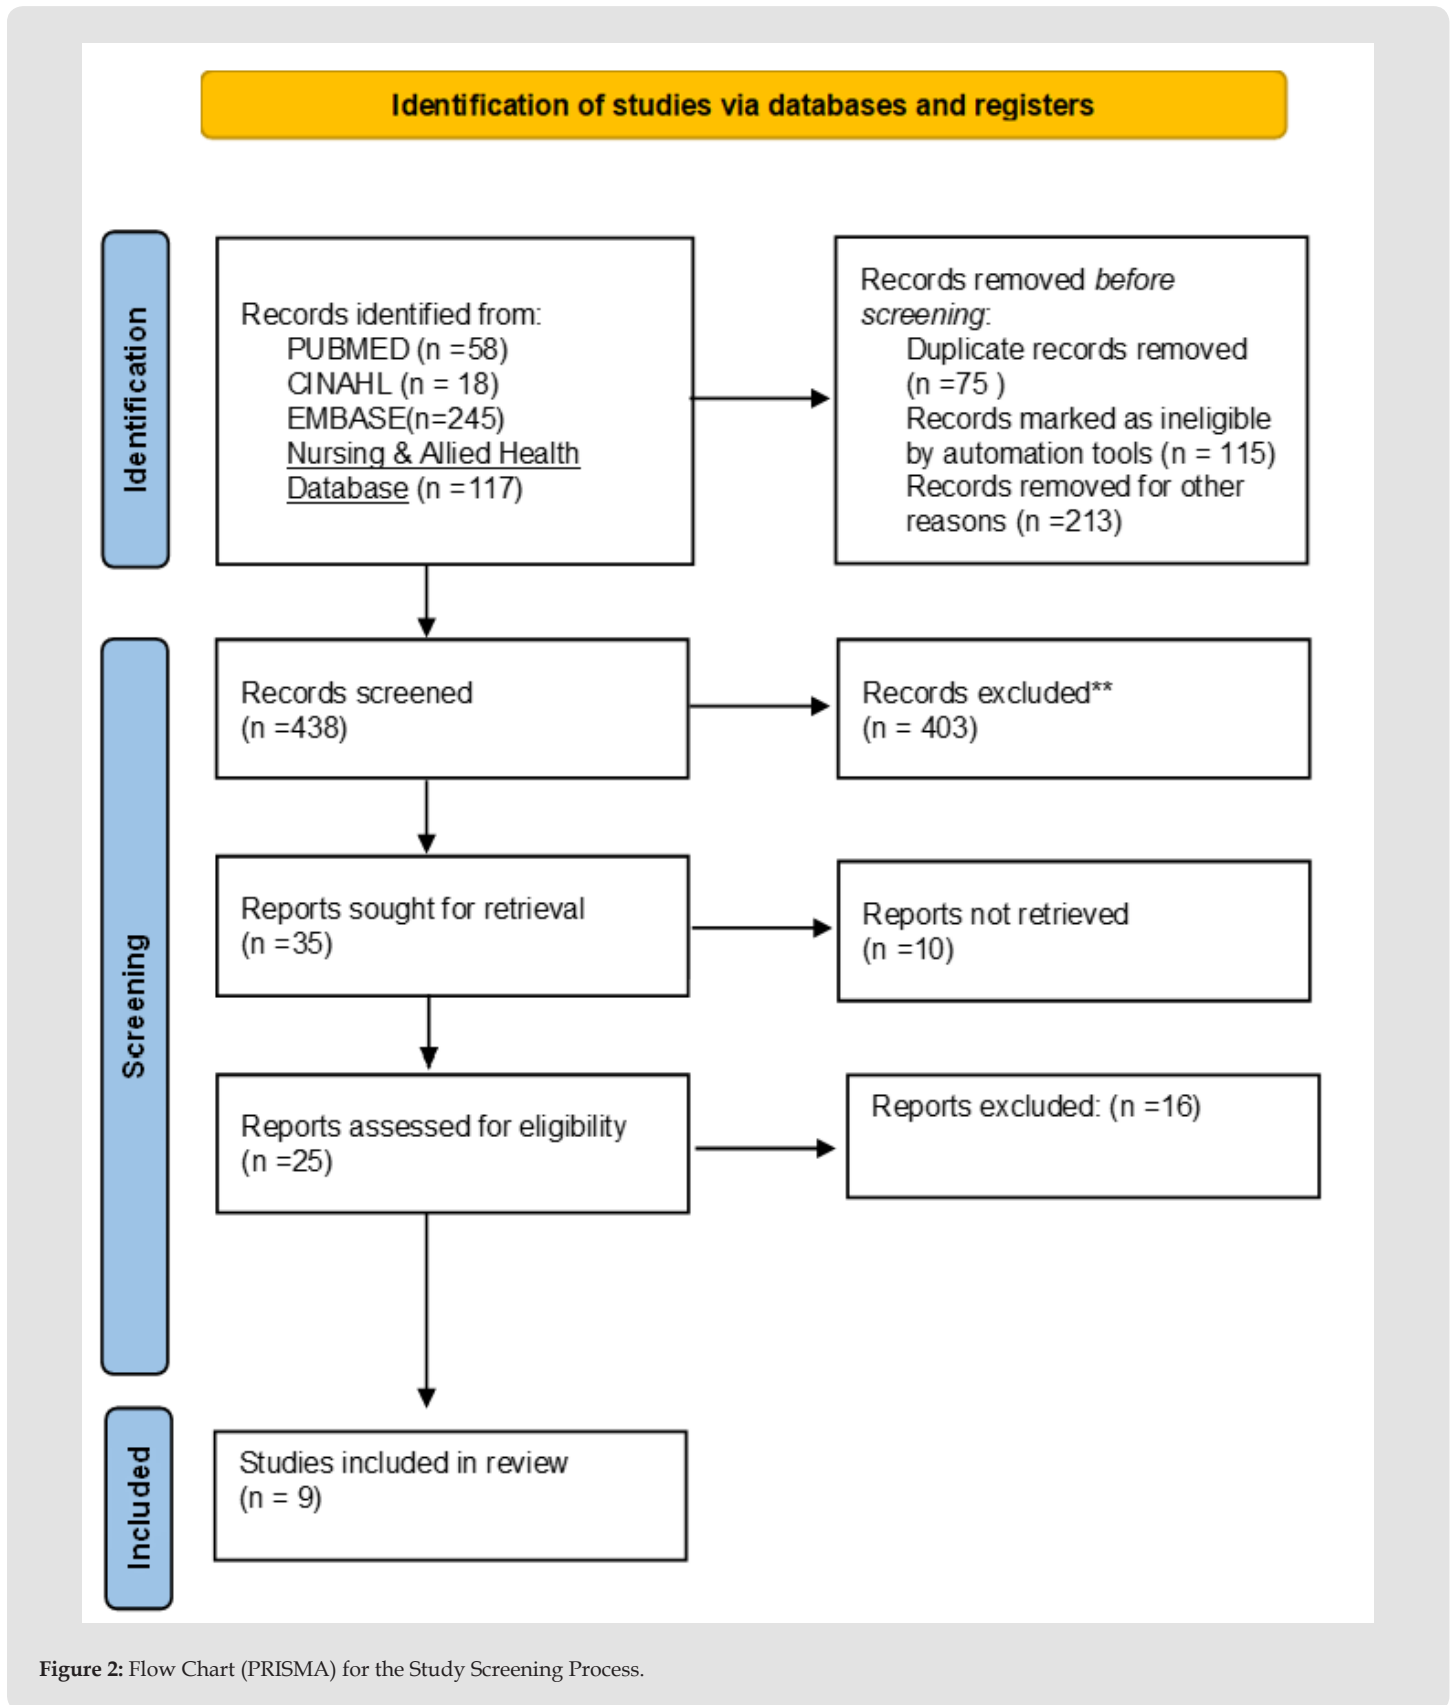 Identification of studies via databases and registers
Identification
Records identified from:
PUBMED (n =58)
CINAHL (n = 18)
EMBASE(n=245)
Nursing & Allied Health
Database (n =117)
Records removed before
screening:
Duplicate records removed
(n =75 )
Records marked as ineligible
by automation tools (n = 115)
Records removed for other
reasons (n =213)
Screening
Records screened
(n =438)
Records excluded**
(n = 403)
Reports sought for retrieval
(n =35)
Reports not retrieved
(n =10)
Reports assessed for eligibility
(n =25)
Reports excluded: (n =16)
Included
Studies included in review
(n = 9)
Figure 2: Flow Chart (PRISMA) for the Study Screening Process.